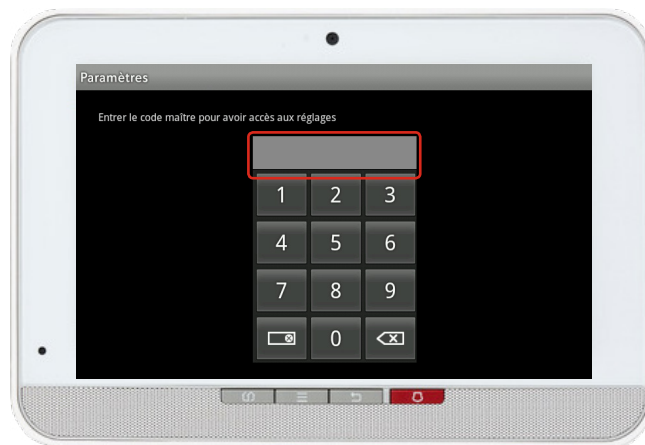 Paramètres
Entrer le code maître pour avoir accès aux réglages
1 2 3
4 5 6
7 8 9
0